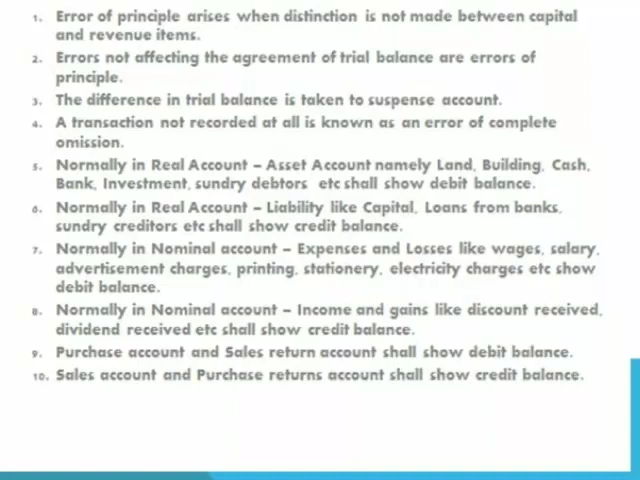 1. Error of principle arises when distinction is not made between capital
and revenue items.
2. Errors not affecting the agreement of trial balance are errors of
principle.
3. The difference in trial balance is taken to suspense account.
4. A transaction not recorded at all is known as an error of complete
omission.
5. Normally in Real Account – Asset Account namely Land, Building, Cash,
Bank, Investment, sundry debtors etc shall show debit balance.
6. Normally in Real Account – Liability like Capital, Loans from banks,
sundry creditors etc shall show credit balance.
7. Normally in Nominal account – Expenses and Losses like wages, salary,
advertisement charges, printing, stationery, electricity charges etc show
debit balance.
8. Normally in Nominal account – Income and gains like discount received,
dividend received etc shall show credit balance.
9. Purchase account and Sales return account shall show debit balance.
10. Sales account and Purchase returns account shall show credit balance.